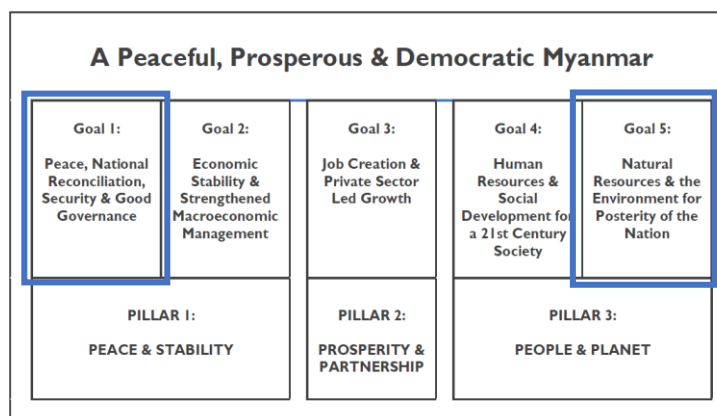 A Peaceful, Prosperous & Democratic Myanmar
Goal 1:
Peace, National
Reconciliation,
Security & Good
Governance
Goal 2:
Economic
Stability &
Strengthened
Macroeconomic
Management
Goal 3:
Job Creation &
Private Sector
Led Growth
Goal 4:
Human
Resources &
Social
Development for
a 21st Century
Society
Goal 5:
Natural
Resources & the
Environment for
Posterity of the
Nation
PILLAR 1:
PEACE & STABILITY
PILLAR 2:
PROSPERITY &
PARTNERSHIP
PILLAR 3:
PEOPLE & PLANET